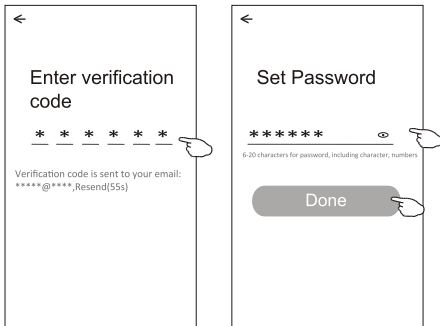 Enter verification
code
* * * * * *
Verification code is sent to your email:
*****@****,Resend(55s)
Set Password
******
6-20 characters for password, including character, numbers
Done